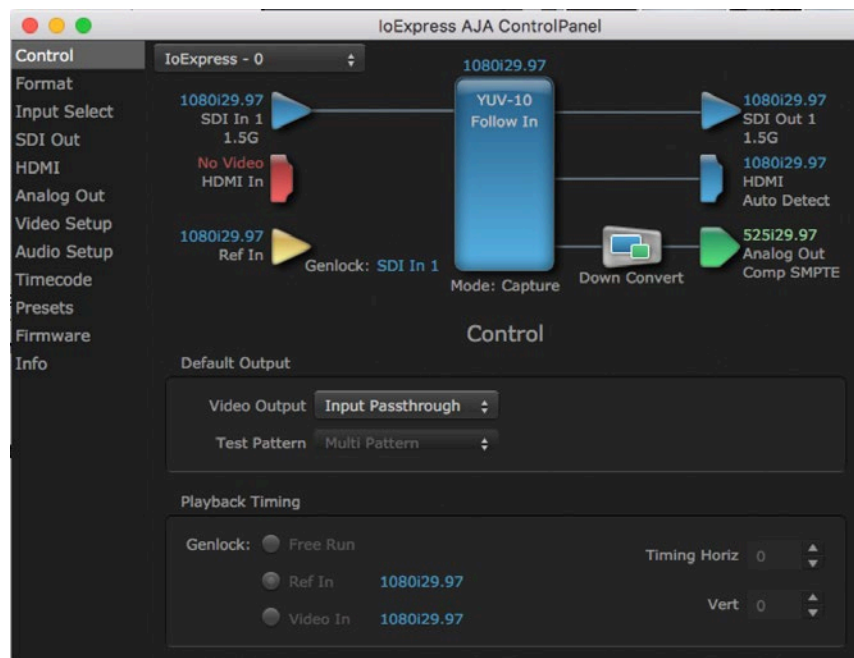 IoExpress AJA ControlPanel
Control
Format
Input Select
SDI Out
HDMI
Analog Out
Video Setup
Audio Setup
Timecode
Presets
Firmware
Info
IoExpress - 0
1080i29.97
SDI In 1
1.5G
No Video
HDMI In
1080i29.97
Ref In
Genlock: SDI In 1
1080i29.97
YUV-10
Follow In
Mode: Capture
Down Convert
1080i29.97
SDI Out 1
1.5G
1080i29.97
HDMI
Auto Detect
525i29.97
Analog Out
Comp SMPTE
Control
Default Output
Video Output Input Passthrough
Test Pattern Multi Pattern
Playback Timing
Genlock: Free Run
Ref In 1080i29.97
Video In 1080i29.97
Timing Horiz 0
Vert 0